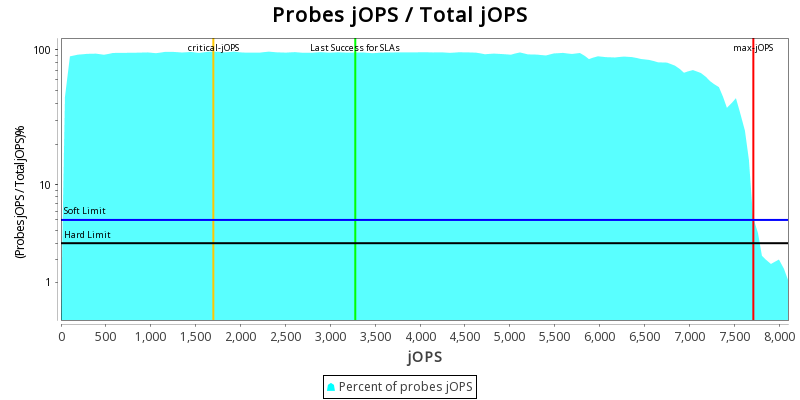 Probes jOPS / Total jOPS
critical-jOPS
Last Success for SLAs
max-jOPS
100
10
1
(Probes jOPS / Total jOPS)%
Soft Limit
Hard Limit
0 500 1,000 1,500 2,000 2,500 3,000 3,500 4,000 4,500 5,000 5,500 6,000 6,500 7,000 7,500 8,000
jOPS
Percent of probes jOPS